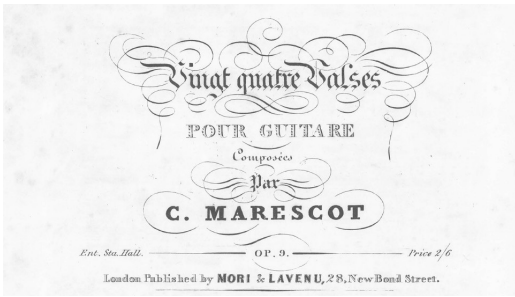 Vingt quatre Valses
POUR GUITARE
Composées
Par
C. MARESCOT
Ent. Sta. Hall. OP. 9. Price 2/6
London Published by MORI & LAVENU, 28, New Bond Street.